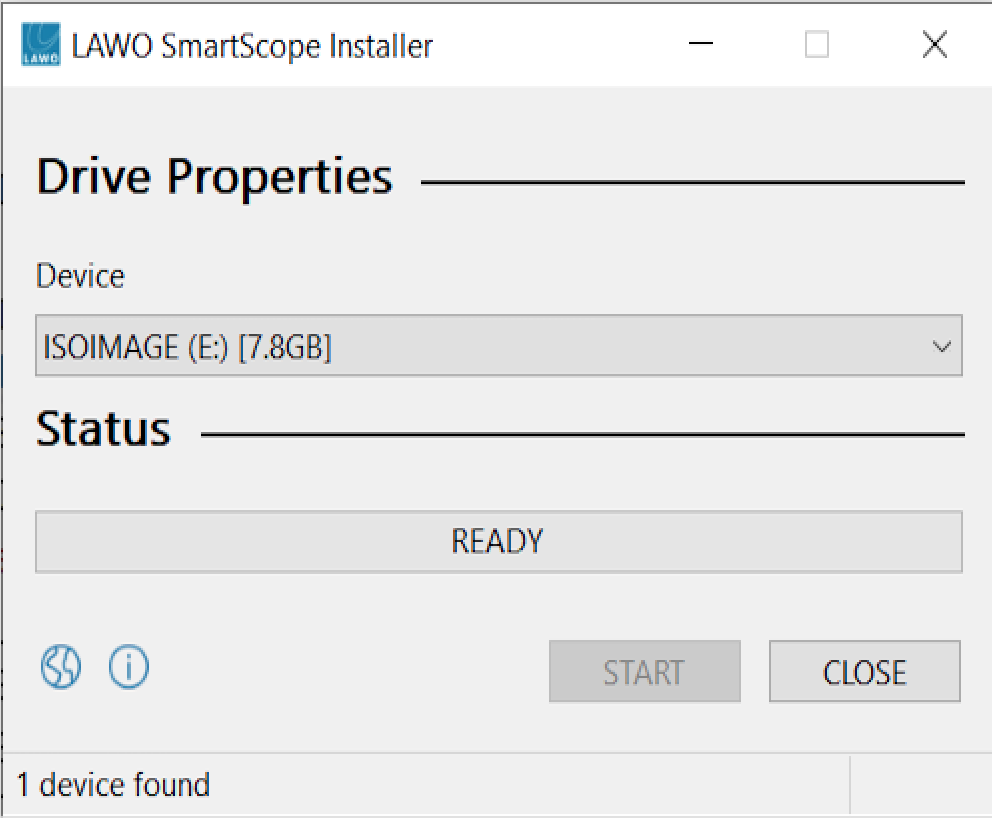 LAWO
LAWO SmartScope Installer
Drive Properties
Device
ISOIMAGE (E:) [7.8GB]
Status
READY
START
CLOSE
1 device found